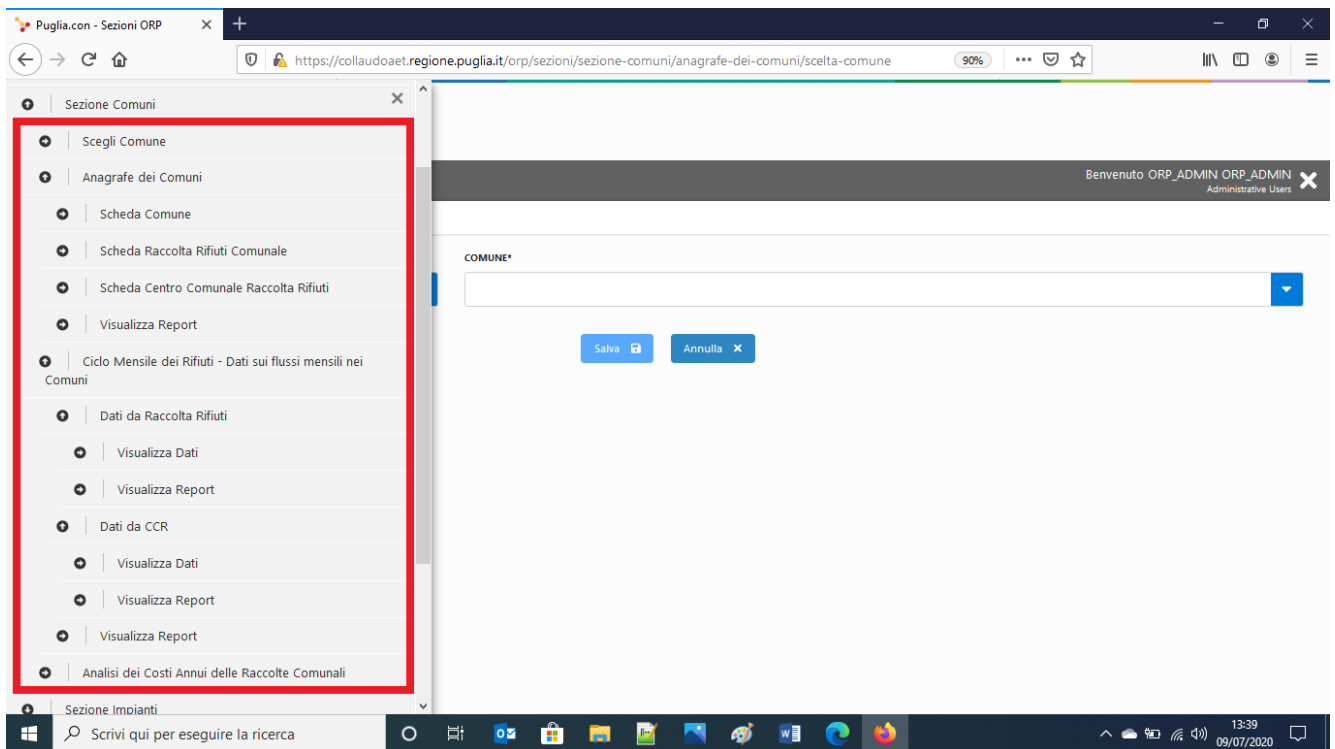 Puglia.con - Sezioni ORP
https://collaudoaet.regione.puglia.it/orp/sezioni/sezione-comuni/anagrafe-dei-comuni/scelta-comune
90%
Sezione Comuni
Scegli Comune
Anagrafe dei Comuni
Scheda Comune
Scheda Raccolta Rifiuti Comunale
Scheda Centro Comunale Raccolta Rifiuti
Visualizza Report
Ciclo Mensile dei Rifiuti - Dati sui flussi mensili nei
Comuni
Dati da Raccolta Rifiuti
Visualizza Dati
Visualizza Report
Dati da CCR
Visualizza Dati
Visualizza Report
Visualizza Report
Analisi dei Costi Annui delle Raccolte Comunali
Sezione Impianti
Benvenuto ORP_ADMIN ORP_ADMIN
Administrative Users
COMUNE*
Salva
Annulla
Scrivi qui per eseguire la ricerca
13:39
09/07/2020